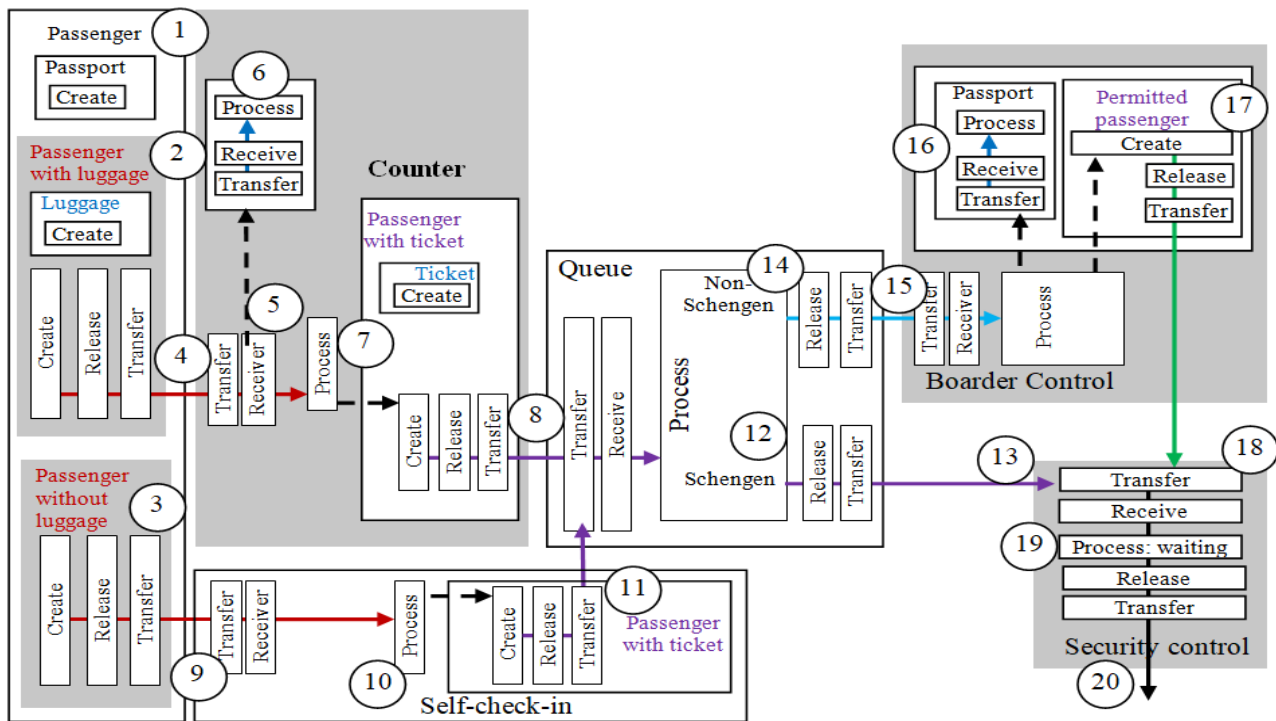 Passenger
1
Passport
Create
2
Passenger
with luggage
Luggage
Create
Create
Release
Transfer
4
3
Passenger
without
luggage
Create
Release
Transfer
6
Process
Receive
Transfer
Counter
5
Transfer
Receiver
Process
7
Passenger
with ticket
Ticket
Create
Create
Release
Transfer
8
9
Transfer
Receiver
Process
10
Create
Release
Transfer
11
Passenger
with ticket
Self-check-in
Queue
Transfer
Receive
Process
Non-
Schengen
14
Release
Transfer
15
12
Schengen
Release
Transfer
13
Transfer
Receiver
Process
Boarder Control
16
Passport
Process
Receive
Transfer
Permitted
passenger
17
Create
Release
Transfer
18
Transfer
Receive
19
Process: waiting
Release
Transfer
Security control
20